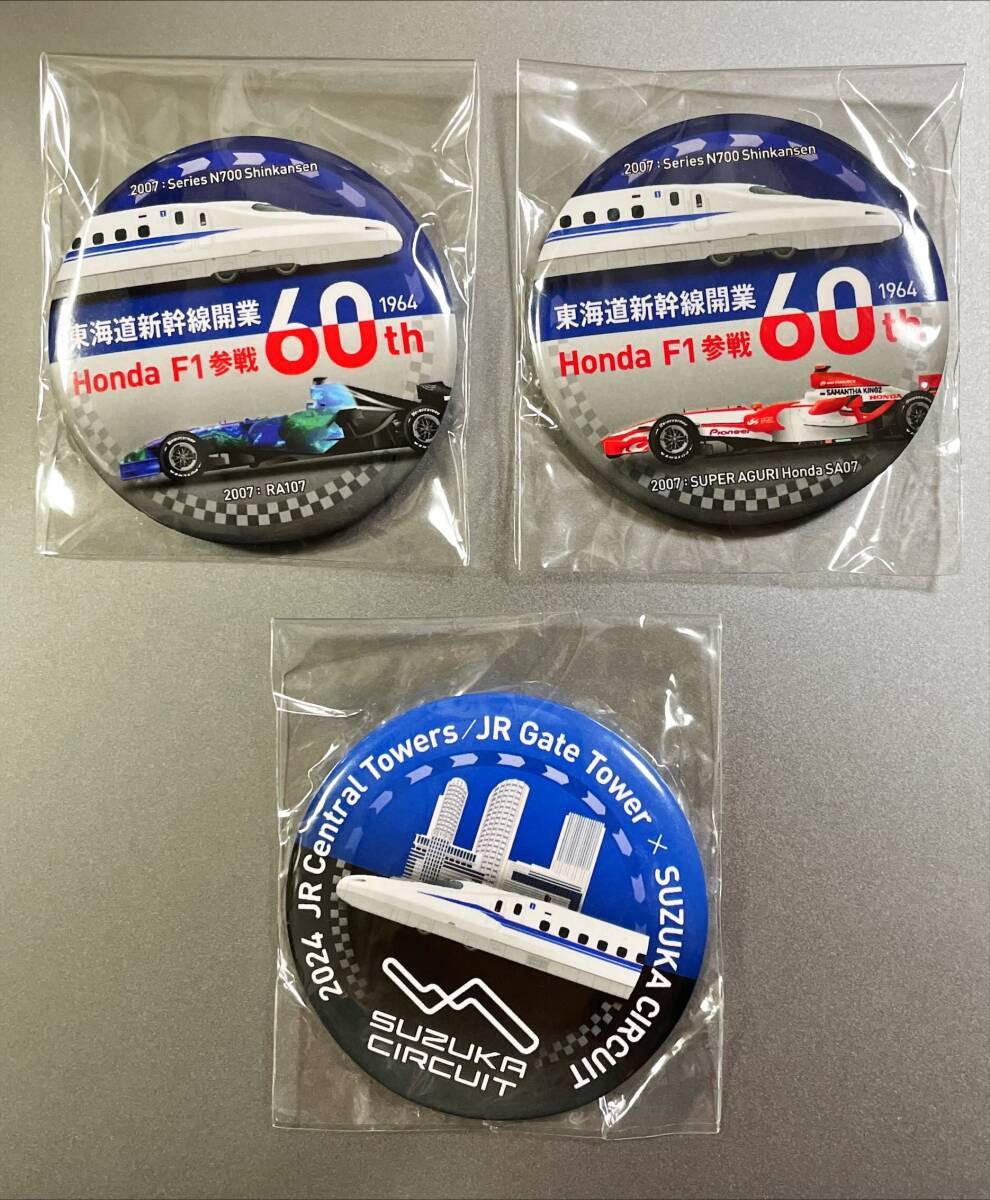 2007 : Series N700 Shinkansen
東海道新幹線開業
Honda F1参戦
60th
1964
2007 : RA107
2007 : Series N700 Shinkansen
東海道新幹線開業
Honda F1参戦
60th
1964
SAMANTHA KINGZ
HONDA
Pioneer
2007 : SUPER AGURI Honda SA07
2024 JR Central Towers / JR Gate Tower × SUZUKA CIRCUIT
SUZUKA
CIRCUIT